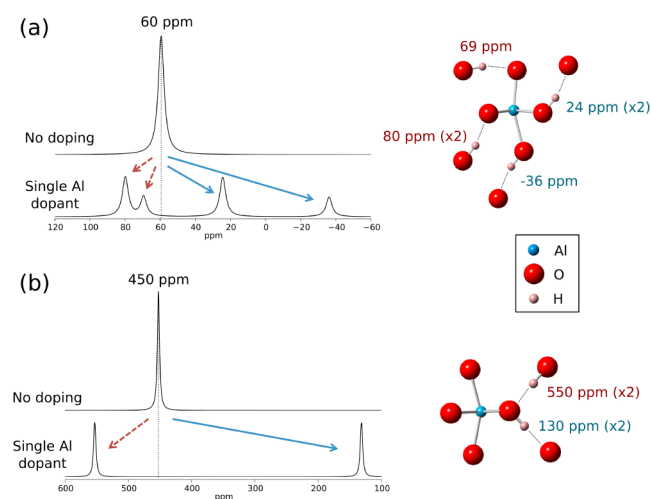 (a)
60 ppm
No doping
Single Al
dopant
120 100 80 60 40 20 0 −20 −40 −60
ppm
69 ppm
24 ppm (x2)
80 ppm (x2)
-36 ppm
Al
O
H
(b)
450 ppm
No doping
Single Al
dopant
600 500 400 300 200 100
ppm
550 ppm (x2)
130 ppm (x2)